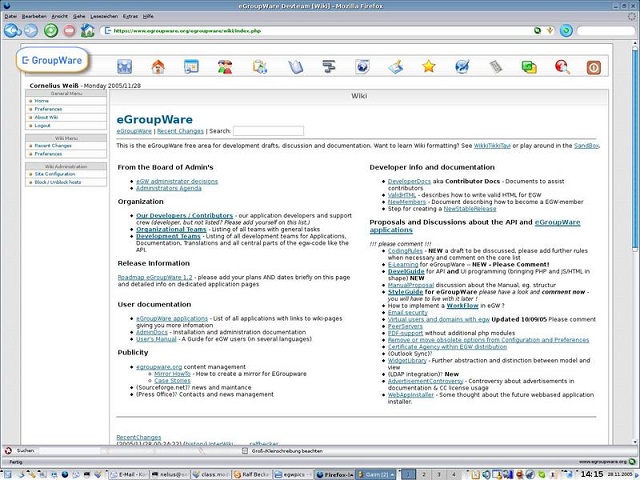 eGroupWare Devteam [Wiki] - Mozilla Firefox
Datei Bearbeiten Ansicht Gehe Lesezeichen Extras Hilfe
https://www.egroupware.org/egroupware/wiki/index.php
GroupWare
Cornelius Weiß - Monday 2005/11/28
General Menu
Home
Preferences
About Wiki
Logout
Wiki Menu
Recent Changes
Preferences
Wiki Administration
Site Configuration
Block / Unblock hosts
Wiki
eGroupWare
eGroupWare | Recent Changes | Search:
This is the eGroupWare free area for development drafts, discussion and documentation. Want to learn Wiki formatting? See WikkiTikkiTavi or play around in the SandBox.
From the Board of Admin's
eGW administrator decisions
Administrators Agenda
Organization
Our Developers / Contributors - our application developers and support
crew (developer, but not listed? Please add yourself on this list.)
Organizational Teams - Listing of all teams with general tasks
Development Teams - Listing of all development teams for Applications,
Documentation, Translations and all central parts of the egw-code like the
API.
Release Information
Roadmap eGroupWare 1.2 - please add your plans AND dates briefly on this page
and detailed info on dedicated application pages
User documentation
eGroupWare applications - List of all applications with links to wiki-pages
giving you more infomation
AdminDocs - Installation and administration documentation
User's Manual - A Guide for eGW users (in several languages)
Publicity
egroupware.org content management
Mirror HowTo - How to create a mirror for EGroupware
Case Stories
(Sourceforge.net)? news and maintance
(Press Office)? Contacts and news management
RecentChanges
Developer info and documentation
DeveloperDocs aka Contributor Docs - Documents to assist
contributors
ValidHTML - describes how to write valid HTML for EGW
NewMembers - Document describing how to become a EGW-member
Step for creating a NewStableRelease
Proposals and Discussions about the API and eGroupWare
applications
!!! please comment !!!
CodingRules - NEW a draft to be discussed, please add further rules
when necessary and comment on the core list
E-Learning for eGroupWare -- NEW - Please Comment!
DevelGuide for API and UI programming (bringing PHP and JS/HTML in
shape) NEW
ManualProposal discussion about the Manual, eg. structur
StyleGuide for eGroupware please have a look and comment now - you
will have to live with it later !
How to implement a WorkFlow in eGW ?
Email security
Virtual users and domains with egw Updated 10/09/05 Please comment
PeerServers
PDF-support without additional php modules
Remove or move obsolete options from Configuration and Preferences
Certificate Agency within EGW distribution
(Outlook Sync)?
WidgetLibrary - Further abstraction and distinction between model and
view
(LDAP integration)? New
AdvertisementControversy - Controversy about advertisements in
documentation & CC license usage
WebAppInstaller - Some thought about the future webbased application
installer.
Suchen:
Groß-/Kleinschreibung beachten
Fertig
www.egroupware.org
E-Mail - Ko
nelius@
class.mod
Ralf Beck
egwpics
Firefox-
Gaim
1 2 3 4
14:15
28.11.2005